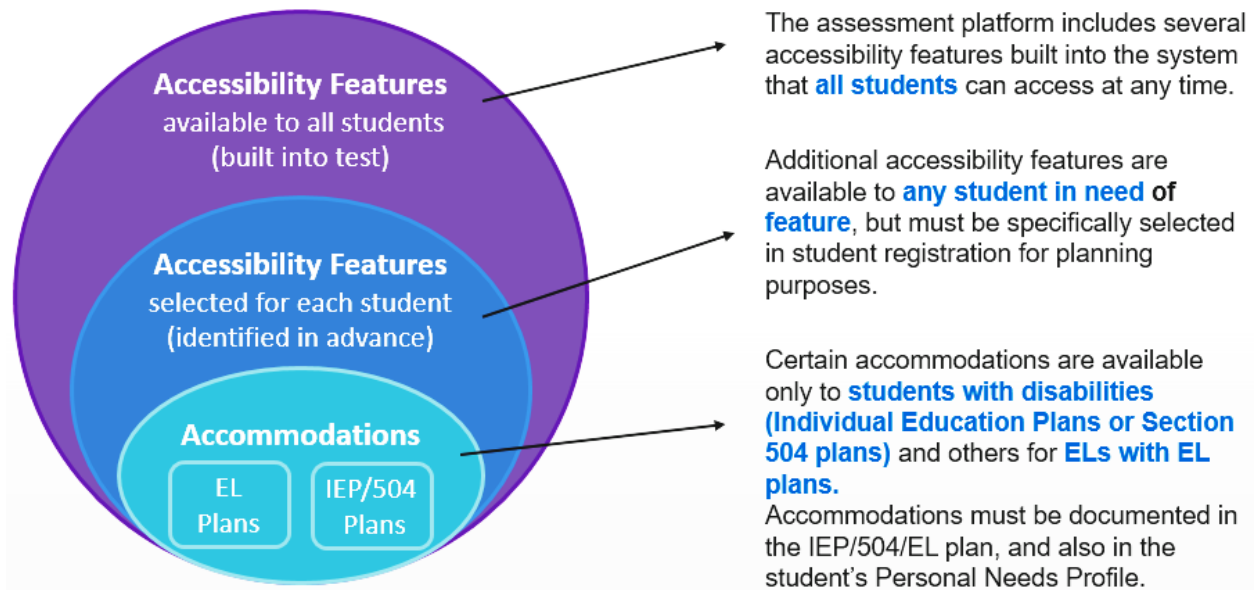 Accessibility Features
available to all students
(built into test)
Accessibility Features
selected for each student
(identified in advance)
Accommodations
EL
Plans
IEP/504
Plans
The assessment platform includes several
accessibility features built into the system
that all students can access at any time.
Additional accessibility features are
available to any student in need of
feature, but must be specifically selected
in student registration for planning
purposes.
Certain accommodations are available
only to students with disabilities
(Individual Education Plans or Section
504 plans) and others for ELs with EL
plans.
Accommodations must be documented in
the IEP/504/EL plan, and also in the
student’s Personal Needs Profile.